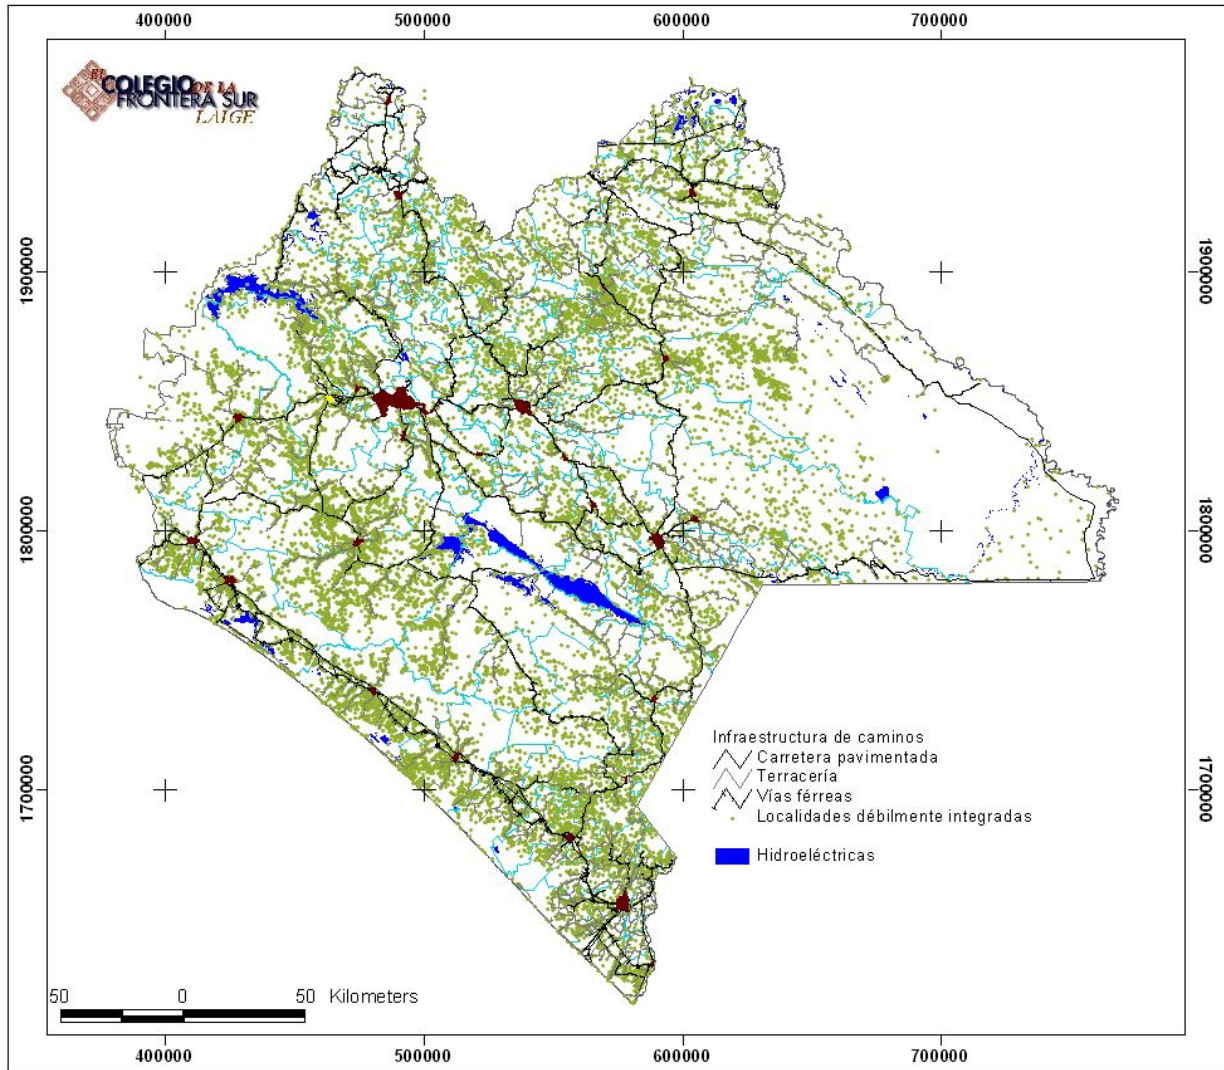 400000 500000 600000 700000
EL
COLEGIO DE LA
FRONTERA SUR
LAIGE
1900000 1900000
1800000 1800000
1700000 1700000
Infraestructura de caminos
Carretera pavimentada
Terracería
Vías férreas
Localidades débilmente integradas
Hidroeléctricas
50 0 50 Kilometers
400000 500000 600000 700000